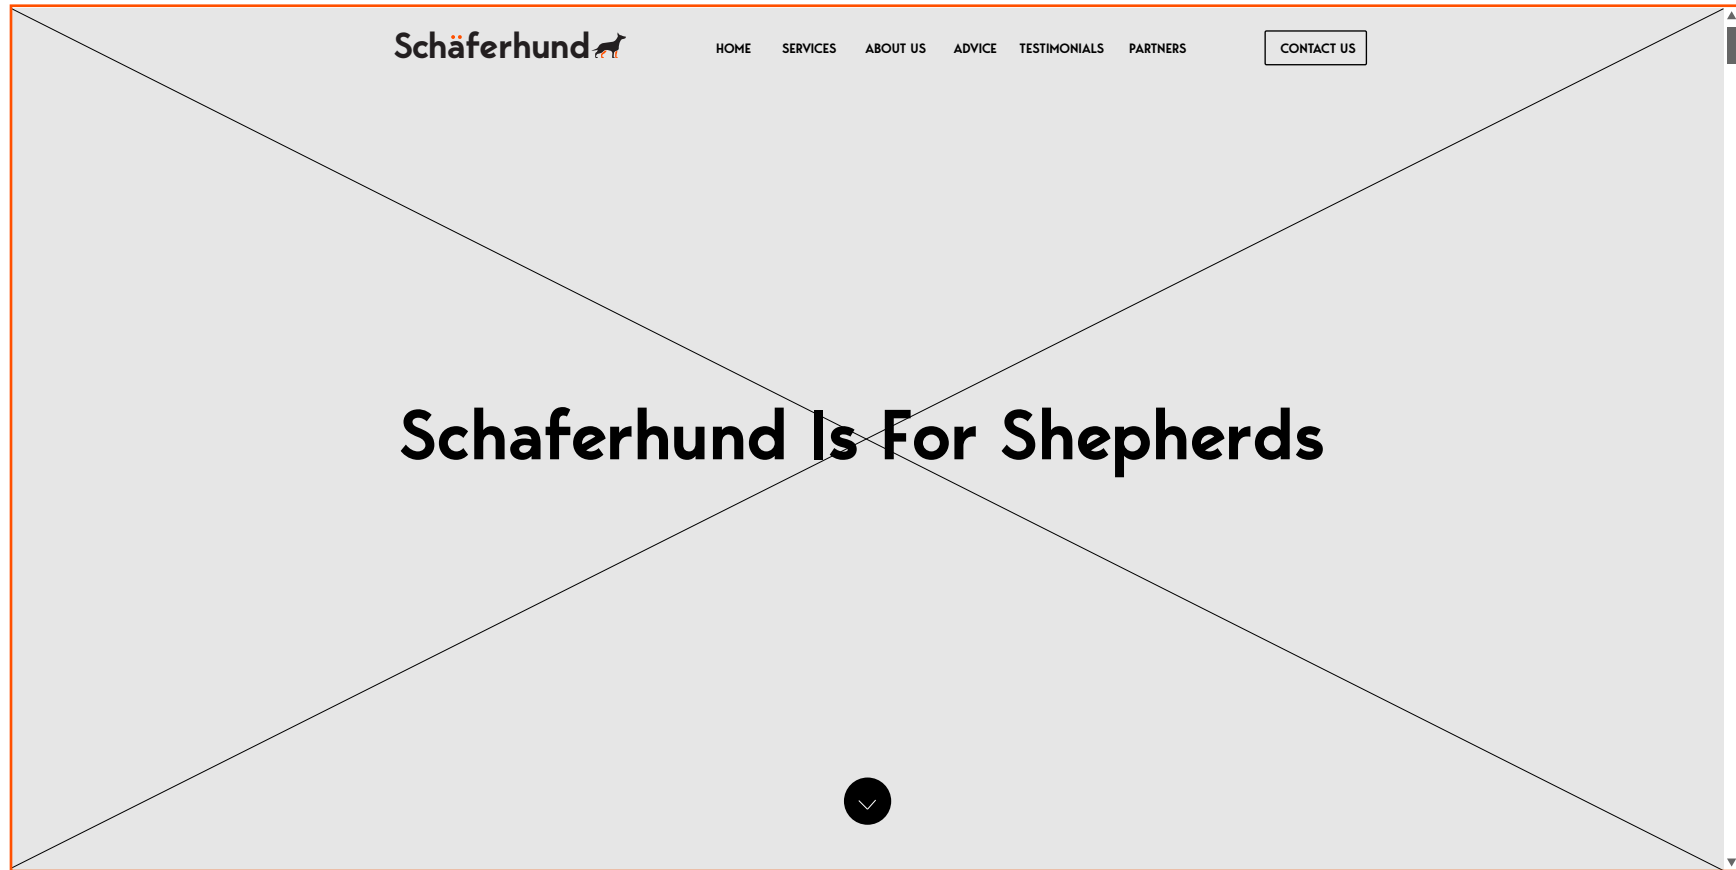 Schäferhund
HOME SERVICES ABOUT US ADVICE TESTIMONIALS PARTNERS CONTACT US
Schaferhund Is For Shepherds